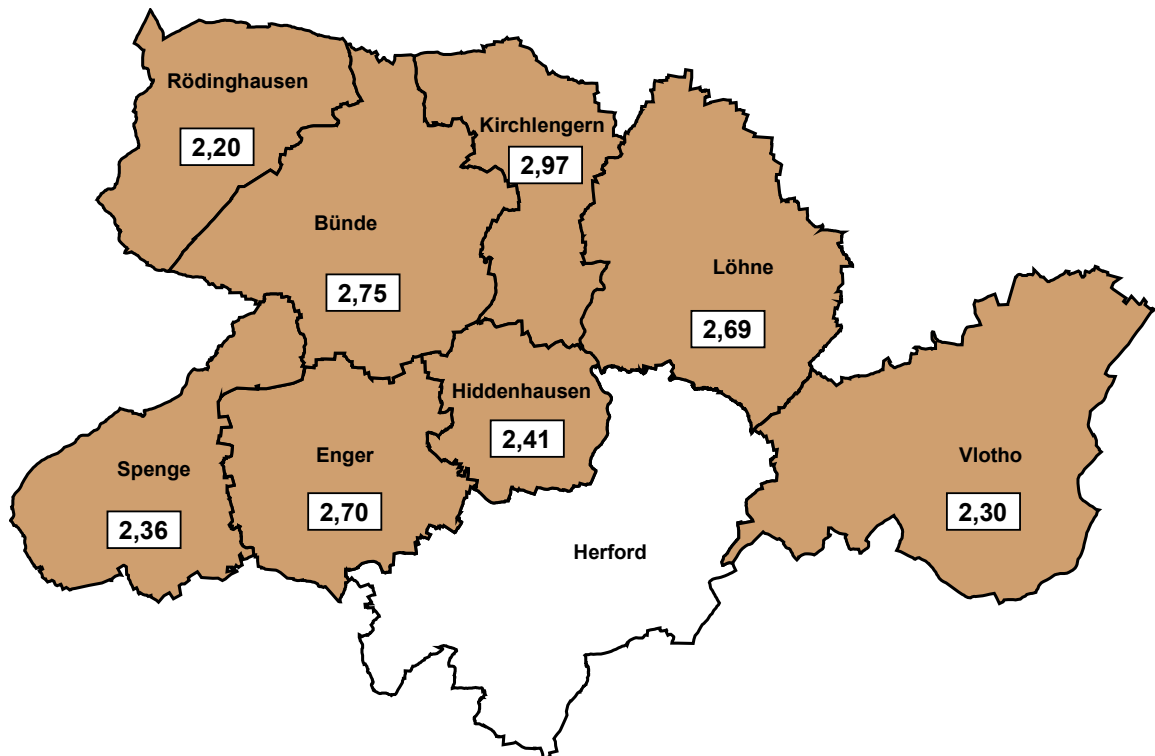 Rödinghausen
2,20
Kirchlengern
2,97
Bünde
2,75
Löhne
2,69
Hiddenhausen
2,41
Spenge
2,36
Enger
2,70
Vlotho
2,30
Herford